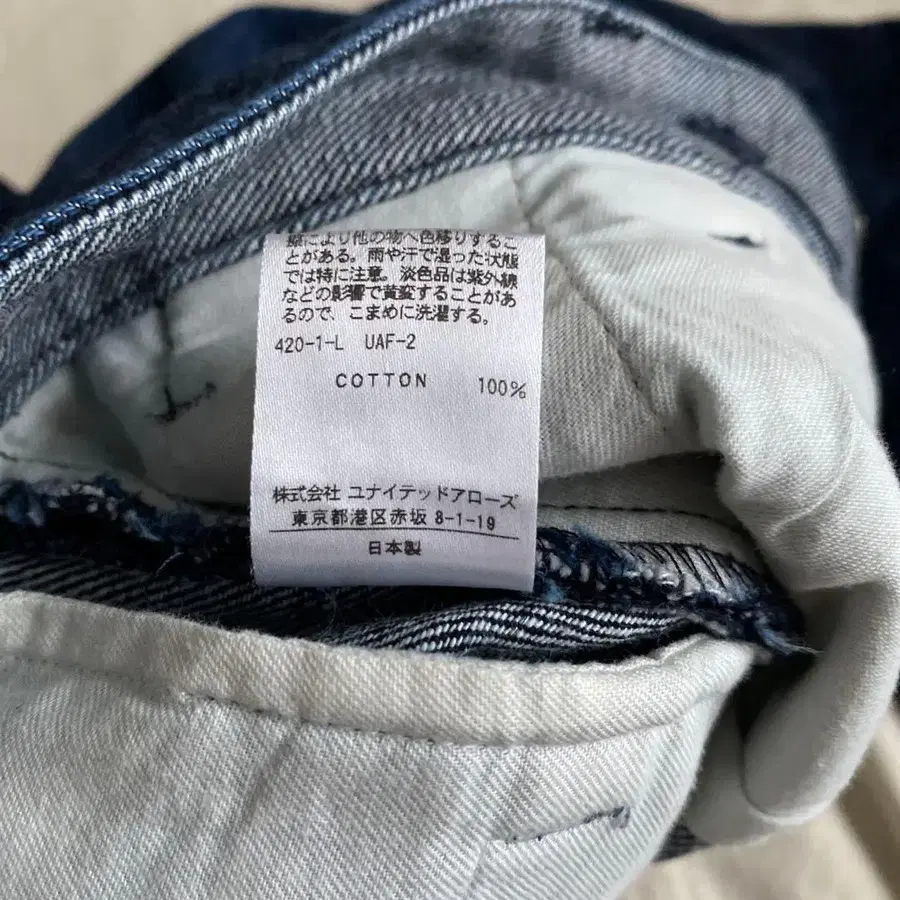 擦により他の物へ色移りするこ
とがある。雨や汗で湿った状態
では特に注意。淡色品は紫外線
などの影響で黄変することがあ
るので、こまめに洗濯する。
420-1-L UAF-2
COTTON 100%
株式会社 ユナイテッドアローズ
東京都港区赤坂 8-1-19
日本製